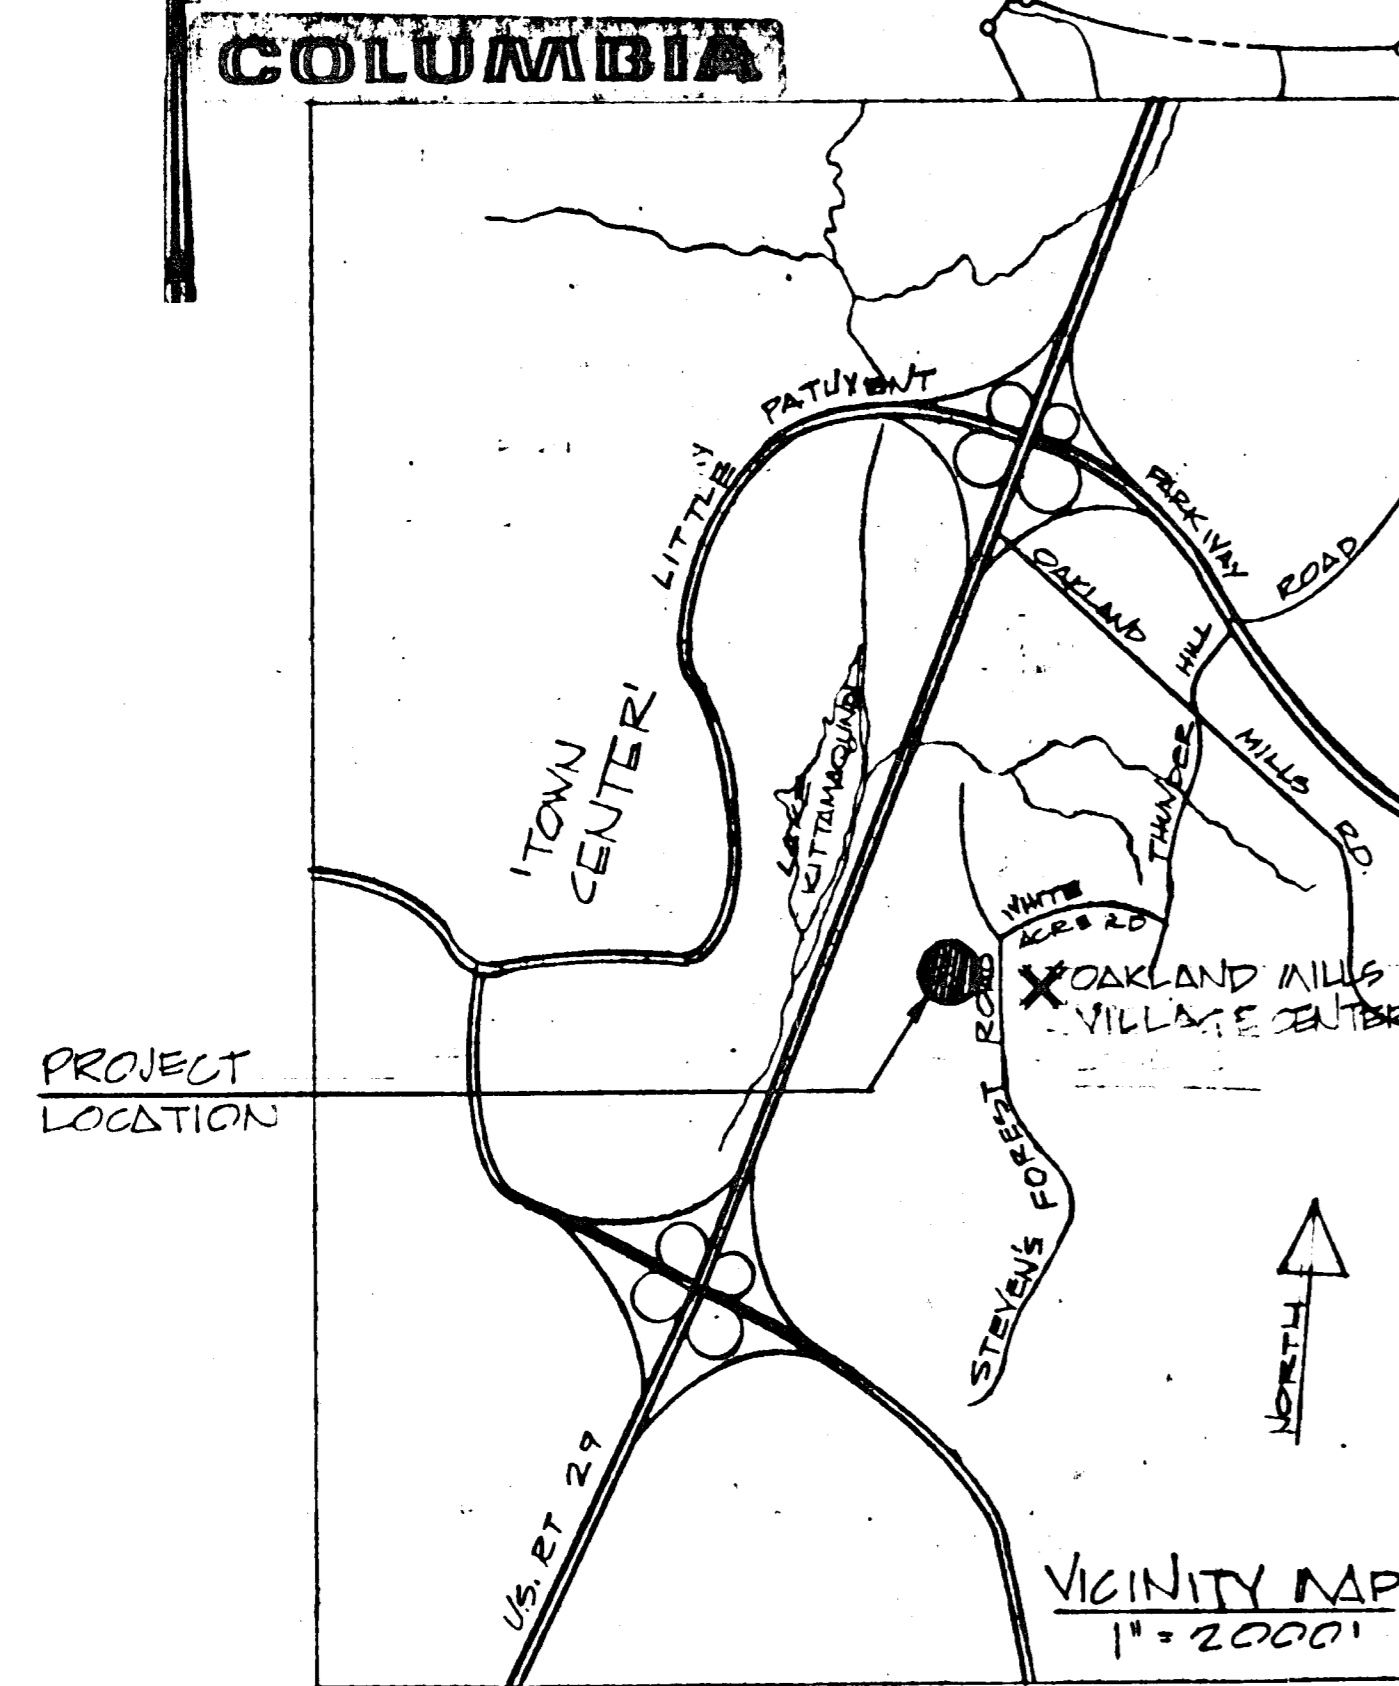 COLUMBIA
LITTLE PATUXENT PARKWAY
ROAD
OAKLAND MILLS RD.
THUNDER HILL
'TOWN
CENTER'
LAKE
KITTAMAQUND
WHITE
ACRE RD
OAKLAND MILLS
VILLAGE CENTER
PROJECT
LOCATION
STEVEN'S FOREST ROAD
NORTH
U.S. RT 29
VICINITY MAP
1" = 2000'